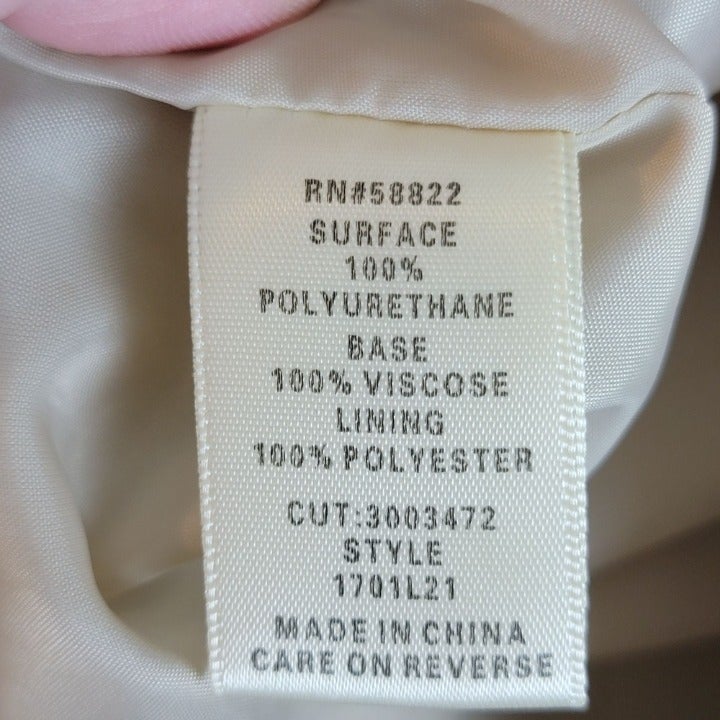 RN#58822
SURFACE
100%
POLYURETHANE
BASE
100% VISCOSE
LINING
100% POLYESTER
CUT:3003472
STYLE
1701L21
MADE IN CHINA
CARE ON REVERSE